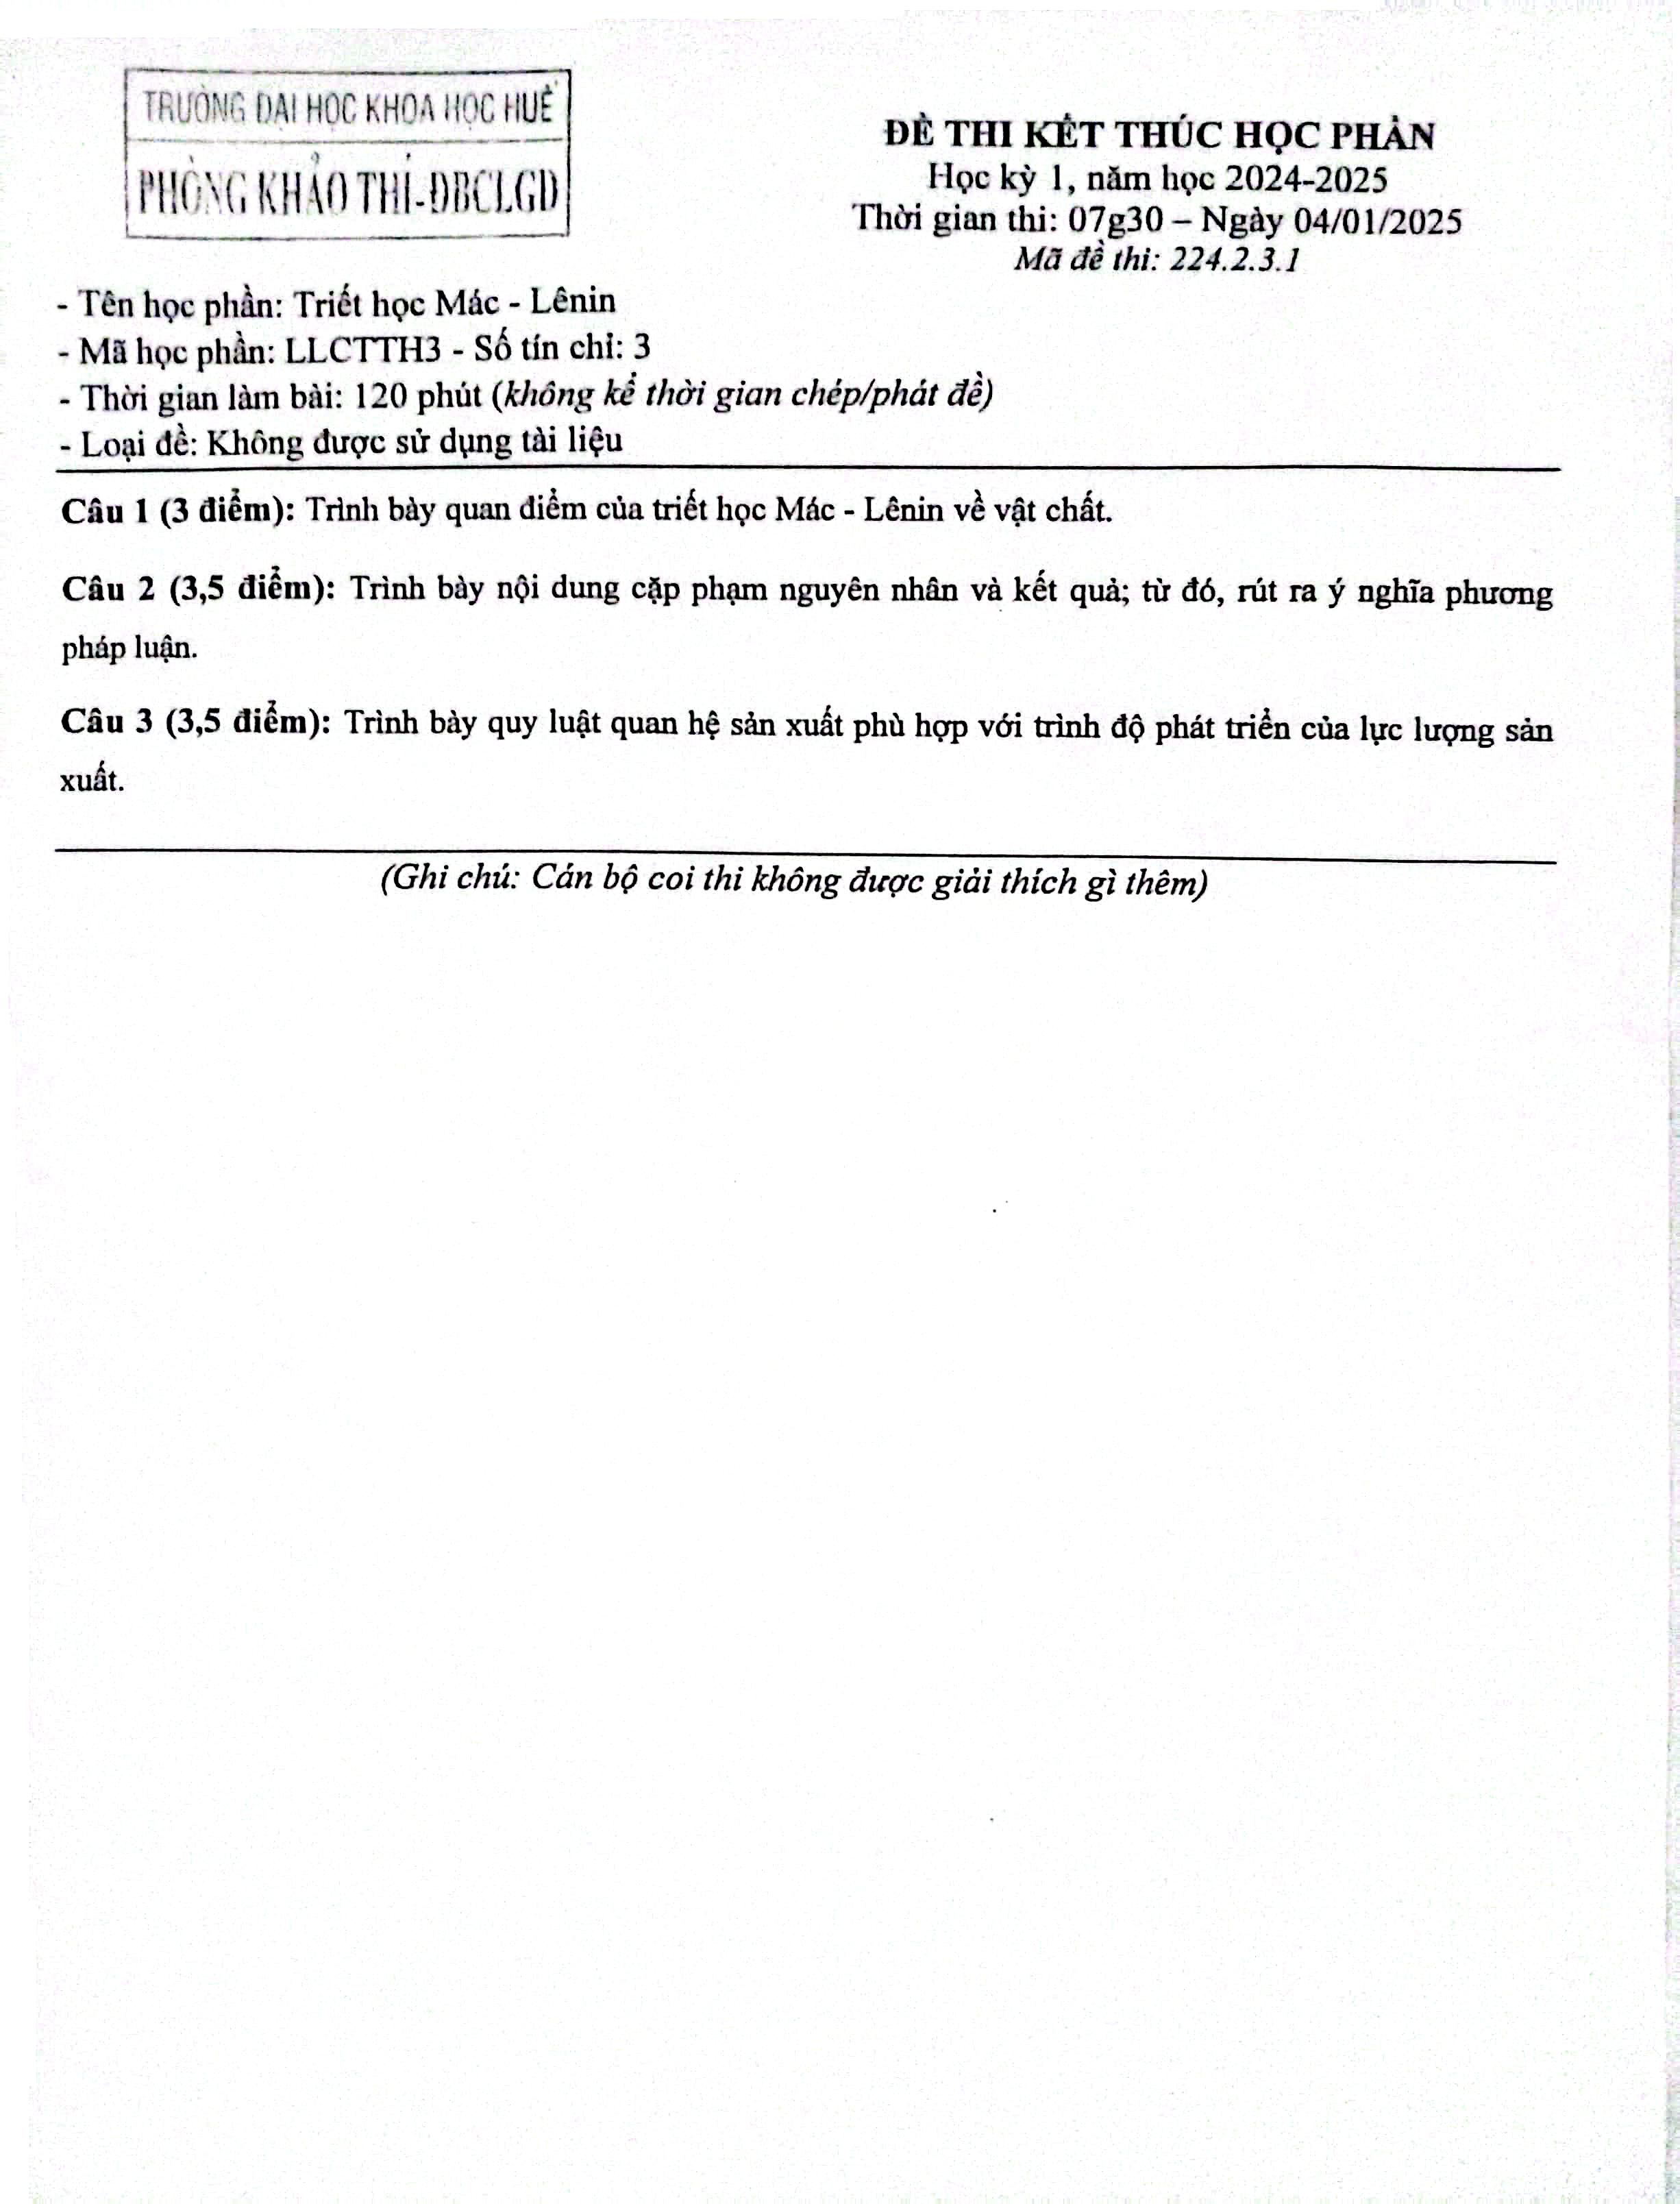 TRƯỜNG ĐẠI HỌC KHOA HỌC HUẾ
PHÒNG KHẢO THÍ-ĐBCLGD
ĐỀ THI KẾT THÚC HỌC PHẦN
Học kỳ 1, năm học 2024-2025
Thời gian thi: 07g30 – Ngày 04/01/2025
Mã đề thi: 224.2.3.1
- Tên học phần: Triết học Mác - Lênin
- Mã học phần: LLCTTH3 - Số tín chỉ: 3
- Thời gian làm bài: 120 phút (không kể thời gian chép/phát đề)
- Loại đề: Không được sử dụng tài liệu
Câu 1 (3 điểm): Trình bày quan điểm của triết học Mác - Lênin về vật chất.
Câu 2 (3,5 điểm): Trình bày nội dung cặp phạm nguyên nhân và kết quả; từ đó, rút ra ý nghĩa phương
pháp luận.
Câu 3 (3,5 điểm): Trình bày quy luật quan hệ sản xuất phù hợp với trình độ phát triển của lực lượng sản
xuất.
(Ghi chú: Cán bộ coi thi không được giải thích gì thêm)